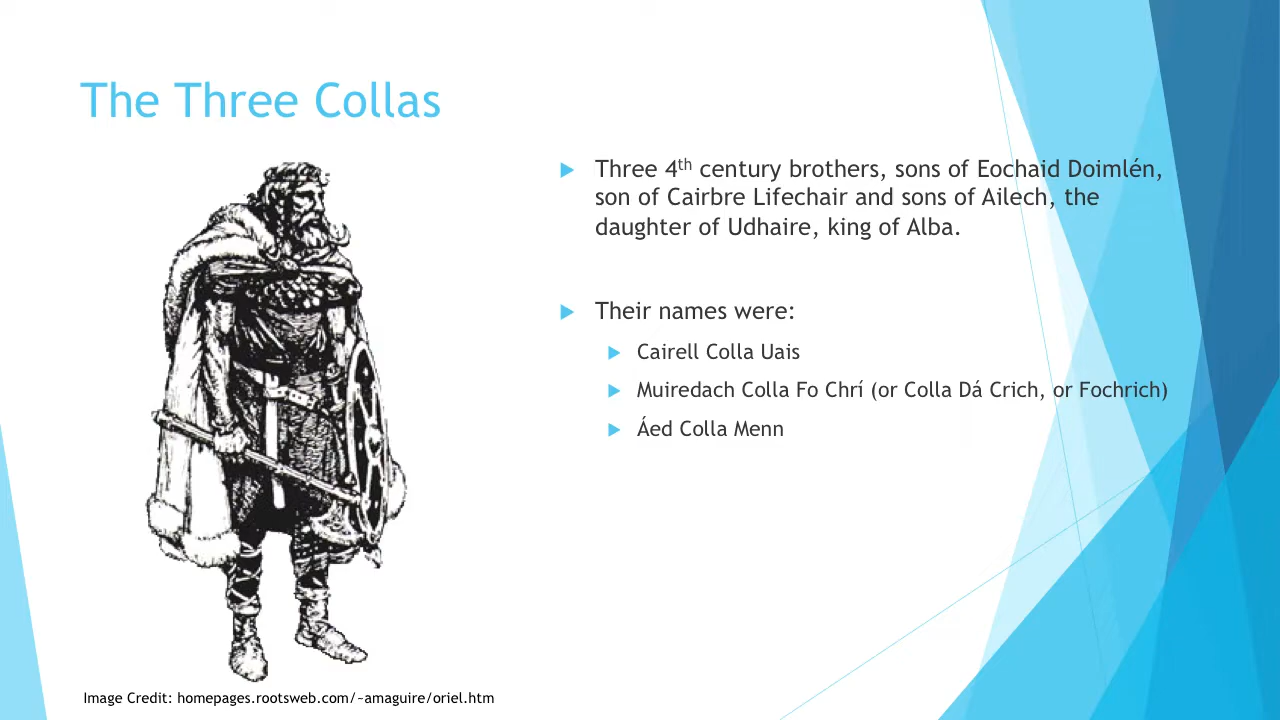 The Three Collas
Three 4th century brothers, sons of Eochaid Doimlén,
son of Cairbre Lifechair and sons of Ailech, the
daughter of Udhaire, king of Alba.
Their names were:
Cairell Colla Uais
Muiredach Colla Fo Chrí (or Colla Dá Crich, or Fochrich)
Áed Colla Menn
Image Credit: homepages.rootsweb.com/~amaguire/oriel.htm